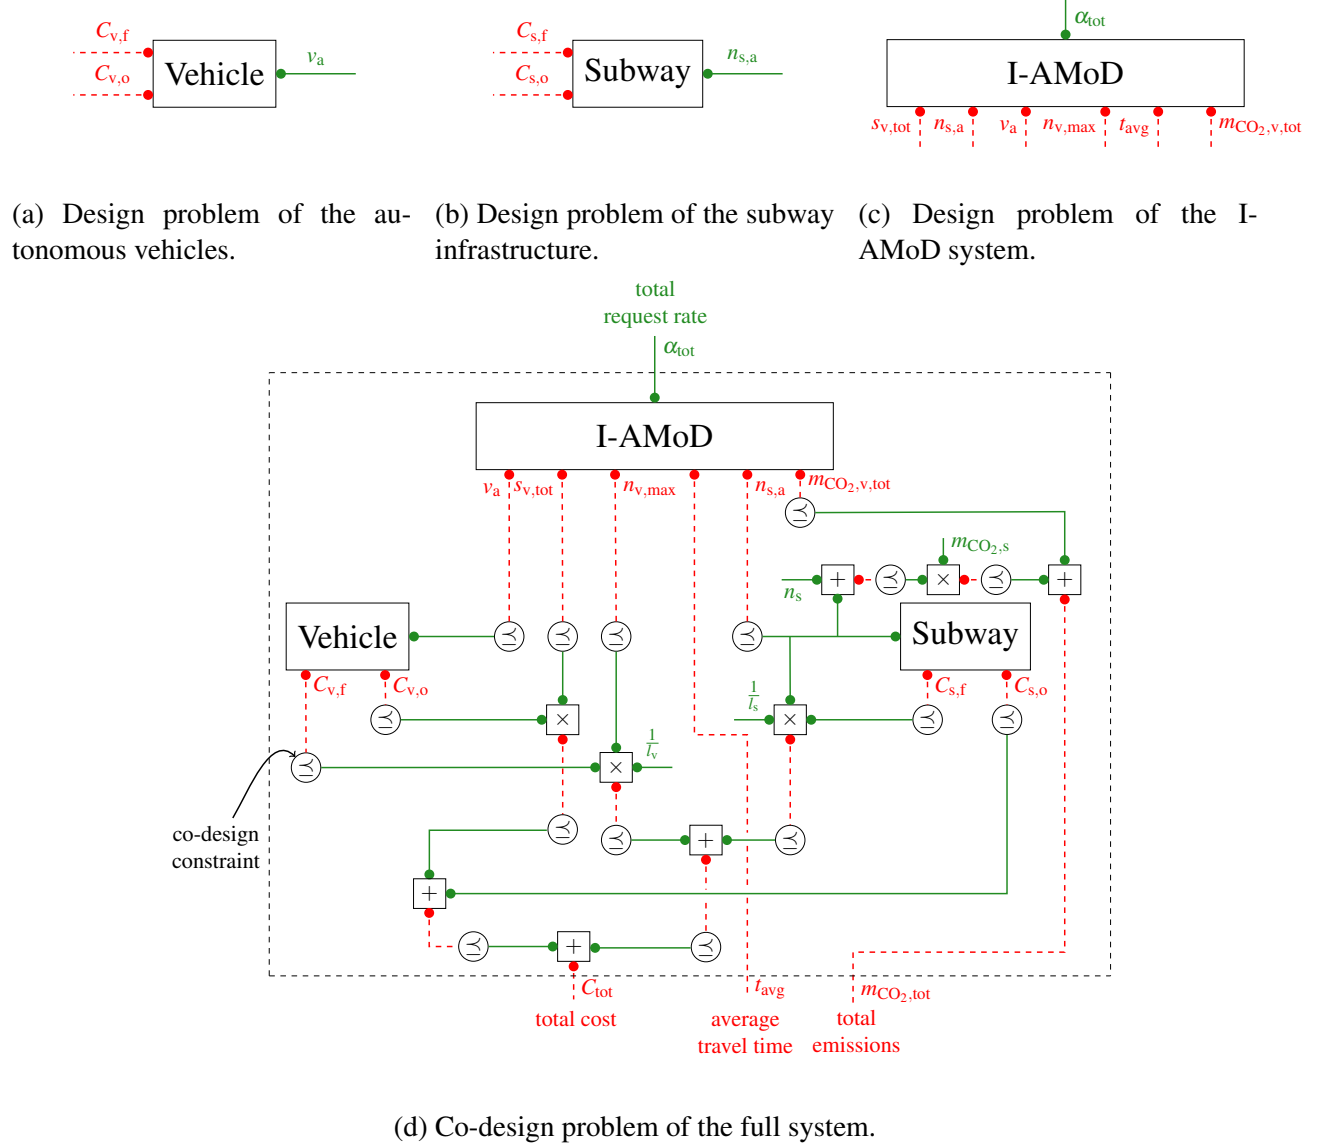 C_v,f
C_v,o
Vehicle
v_a
C_s,f
C_s,o
Subway
n_s,a
α_tot
I-AMoD
s_v,tot n_s,a v_a n_v,max t_avg m_CO₂,v,tot
(a) Design problem of the au-
tonomous vehicles.
(b) Design problem of the subway
infrastructure.
(c) Design problem of the I-
AMoD system.
total
request rate
α_tot
I-AMoD
v_a s_v,tot n_v,max n_s,a m_CO₂,v,tot
⪯
m_CO₂,s
+ ⪯ × ⪯ +
n_s
Vehicle ⪯ ⪯ ⪯ ⪯ Subway
C_v,f C_v,o C_s,f C_s,o
⪯ × 1/l_s × ⪯ ⪯
⪯ × 1/l_v
co-design
constraint
⪯ ⪯ + ⪯
+
⪯ + ⪯
C_tot t_avg m_CO₂,tot
total cost
average
travel time
total
emissions
(d) Co-design problem of the full system.